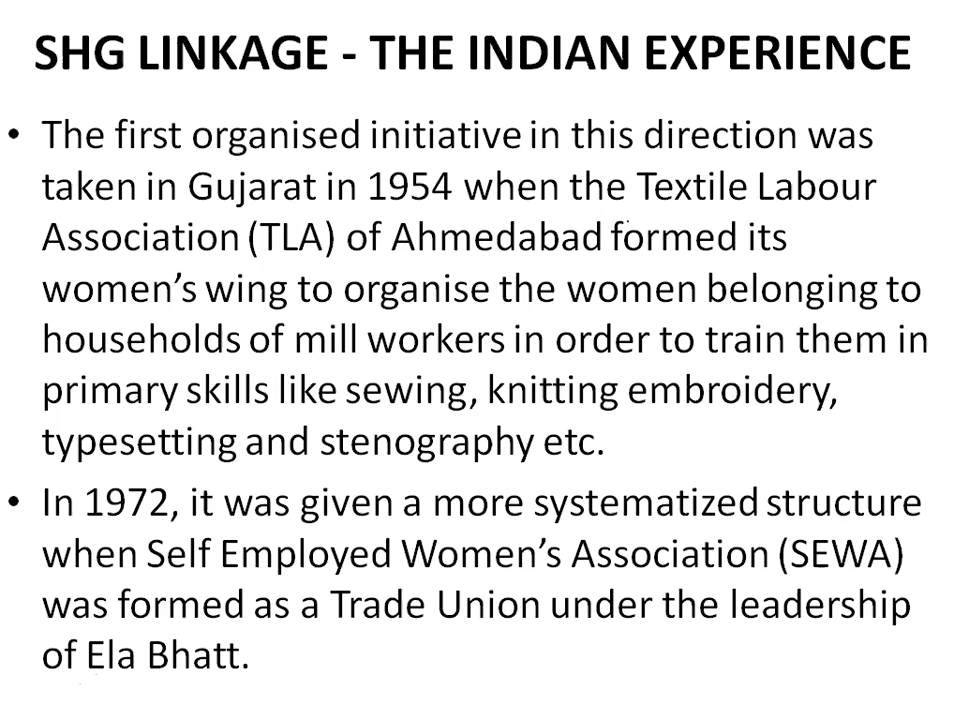 SHG LINKAGE - THE INDIAN EXPERIENCE
• The first organised initiative in this direction was
taken in Gujarat in 1954 when the Textile Labour
Association (TLA) of Ahmedabad formed its
women’s wing to organise the women belonging to
households of mill workers in order to train them in
primary skills like sewing, knitting embroidery,
typesetting and stenography etc.
• In 1972, it was given a more systematized structure
when Self Employed Women’s Association (SEWA)
was formed as a Trade Union under the leadership
of Ela Bhatt.